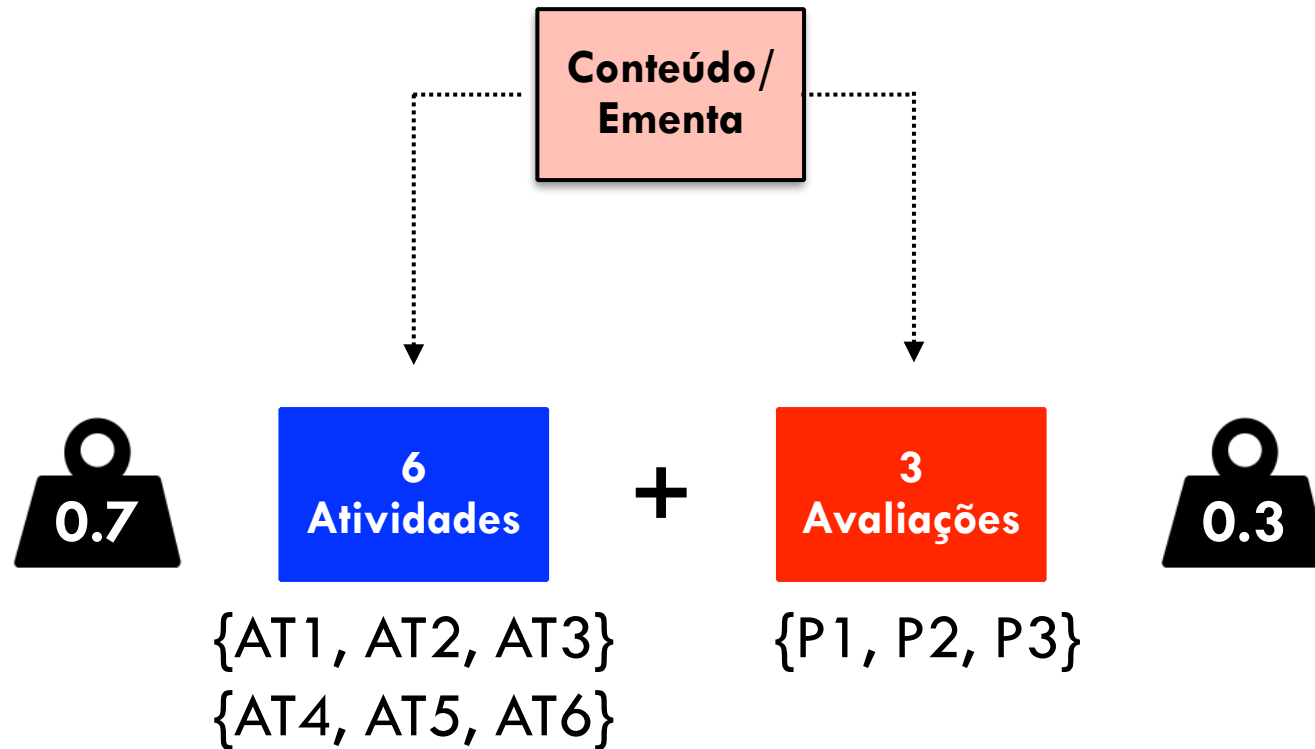 Conteúdo/
Ementa
0.7
6
Atividades
+
3
Avaliações
0.3
{AT1, AT2, AT3}
{P1, P2, P3}
{AT4, AT5, AT6}